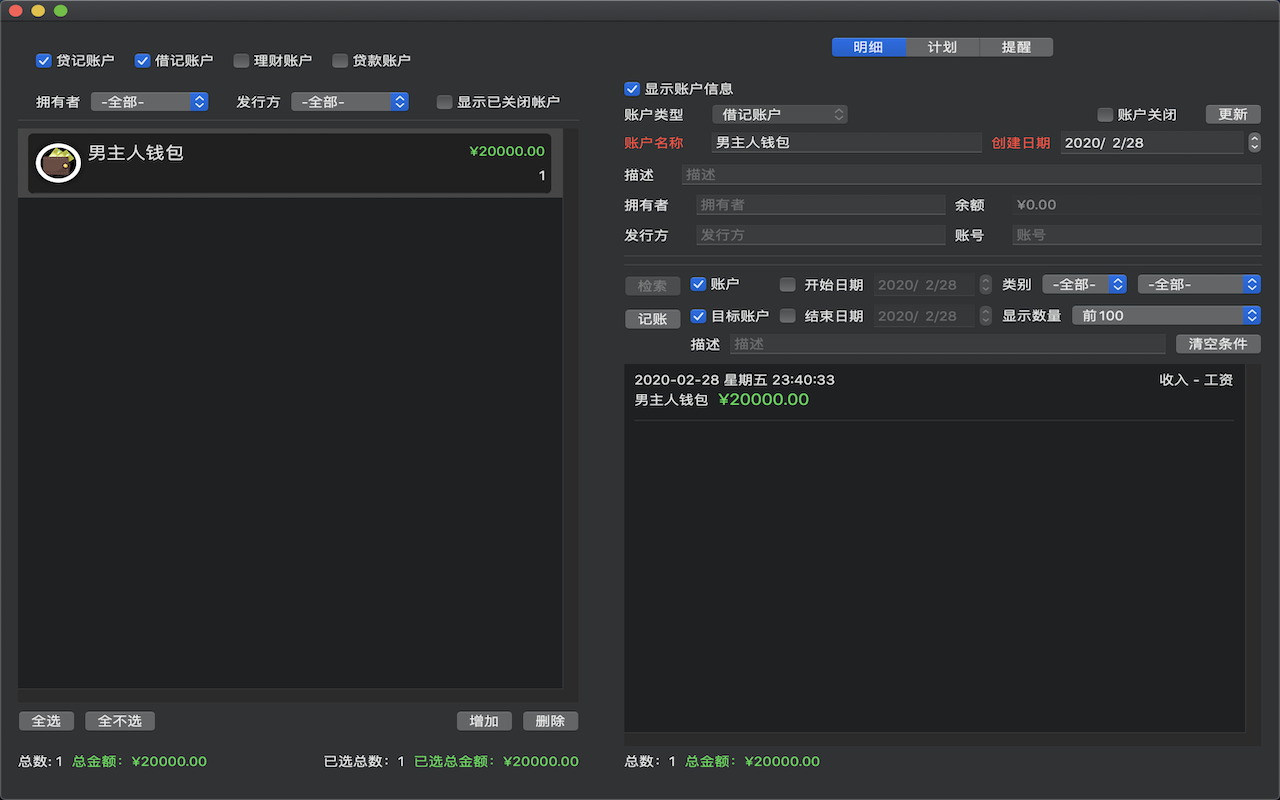 贷记账户 借记账户 理财账户 贷款账户
拥有者 -全部- 发行方 -全部- 显示已关闭帐户
男主人钱包 ¥20000.00
1
全选 全不选 增加 删除
总数: 1 总金额: ¥20000.00 已选总数: 1 已选总金额: ¥20000.00
明细 计划 提醒
显示账户信息
账户类型 借记账户 账户关闭 更新
账户名称 男主人钱包 创建日期 2020/ 2/28
描述 描述
拥有者 拥有者 余额 ¥0.00
发行方 发行方 账号 账号
检索 账户 开始日期 2020/ 2/28 类别 -全部- -全部-
记账 目标账户 结束日期 2020/ 2/28 显示数量 前100
描述 描述 清空条件
2020-02-28 星期五 23:40:33 收入 - 工资
男主人钱包 ¥20000.00
总数: 1 总金额: ¥20000.00